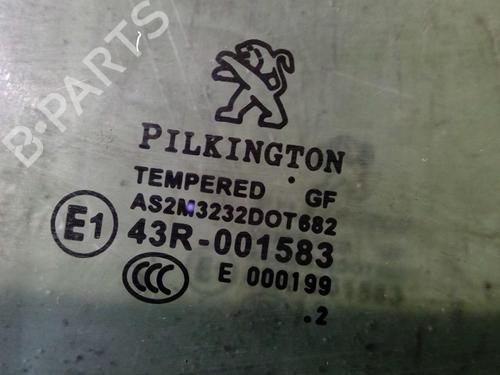 B-PARTS
PILKINGTON
TEMPERED GF
AS2M3232DOT682
E1 43R-001583
CCC E 000199
.2